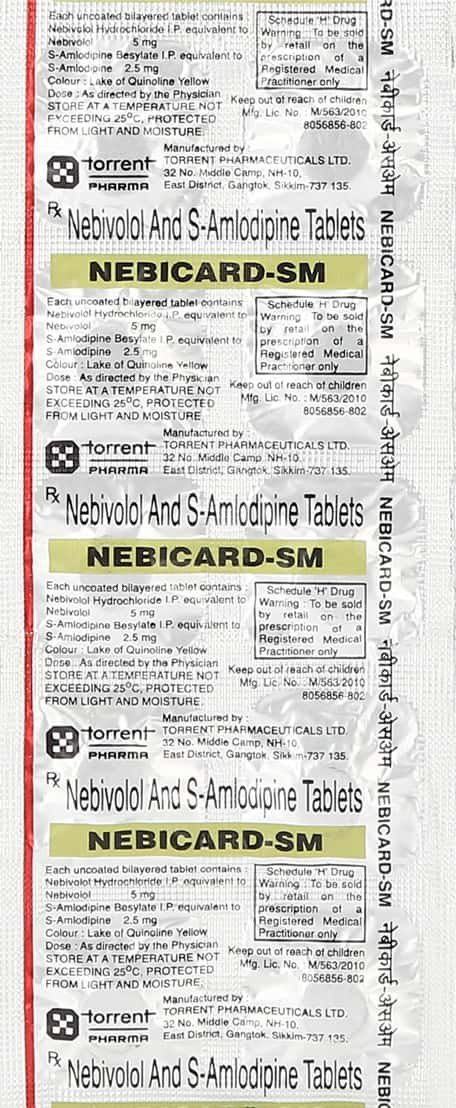 Each uncoated bilayered tablet contains :
Nebivolol Hydrochloride I.P. equivalent to
Nebivolol 5 mg
S-Amlodipine Besylate I.P. equivalent to
S-Amlodipine 2.5 mg
Colour : Lake of Quinoline Yellow
Dose : As directed by the Physician
STORE AT A TEMPERATURE NOT
EXCEEDING 25°C, PROTECTED
FROM LIGHT AND MOISTURE.
Schedule 'H' Drug
Warning : To be sold
by retail on the
prescription of a
Registered Medical
Practitioner only
Keep out of reach of children
Mfg. Lic. No. : M/563/2010
8056856-802
torrent
PHARMA
Manufactured by :
TORRENT PHARMACEUTICALS LTD.
32 No. Middle Camp, NH-10,
East District, Gangtok, Sikkim-737 135.
Rx Nebivolol And S-Amlodipine Tablets
NEBICARD-SM
Each uncoated bilayered tablet contains :
Nebivolol Hydrochloride I.P. equivalent to
Nebivolol 5 mg
S-Amlodipine Besylate I.P. equivalent to
S-Amlodipine 2.5 mg
Colour : Lake of Quinoline Yellow
Dose : As directed by the Physician
STORE AT A TEMPERATURE NOT
EXCEEDING 25°C, PROTECTED
FROM LIGHT AND MOISTURE.
Schedule 'H' Drug
Warning : To be sold
by retail on the
prescription of a
Registered Medical
Practitioner only
Keep out of reach of children
Mfg. Lic. No. : M/563/2010
8056856-802
torrent
PHARMA
Manufactured by :
TORRENT PHARMACEUTICALS LTD.
32 No. Middle Camp, NH-10,
East District, Gangtok, Sikkim-737 135.
Rx Nebivolol And S-Amlodipine Tablets
NEBICARD-SM
Each uncoated bilayered tablet contains :
Nebivolol Hydrochloride I.P. equivalent to
Nebivolol 5 mg
S-Amlodipine Besylate I.P. equivalent to
S-Amlodipine 2.5 mg
Colour : Lake of Quinoline Yellow
Dose : As directed by the Physician
STORE AT A TEMPERATURE NOT
EXCEEDING 25°C, PROTECTED
FROM LIGHT AND MOISTURE.
Schedule 'H' Drug
Warning : To be sold
by retail on the
prescription of a
Registered Medical
Practitioner only
Keep out of reach of children
Mfg. Lic. No. : M/563/2010
8056856-802
torrent
PHARMA
Manufactured by :
TORRENT PHARMACEUTICALS LTD.
32 No. Middle Camp, NH-10,
East District, Gangtok, Sikkim-737 135.
Rx Nebivolol And S-Amlodipine Tablets
NEBICARD-SM
Each uncoated bilayered tablet contains :
Nebivolol Hydrochloride I.P. equivalent to
Nebivolol 5 mg
S-Amlodipine Besylate I.P. equivalent to
S-Amlodipine 2.5 mg
Colour : Lake of Quinoline Yellow
Dose : As directed by the Physician
STORE AT A TEMPERATURE NOT
EXCEEDING 25°C, PROTECTED
FROM LIGHT AND MOISTURE.
Schedule 'H' Drug
Warning : To be sold
by retail on the
prescription of a
Registered Medical
Practitioner only
Keep out of reach of children
Mfg. Lic. No. : M/563/2010
8056856-802
torrent
PHARMA
Manufactured by :
TORRENT PHARMACEUTICALS LTD.
32 No. Middle Camp, NH-10,
East District, Gangtok, Sikkim-737 135.
Rx Nebivolol And S-Amlodipine Tablets
RD-SM नेबीकार्ड-असएम NEBICARD-SM नेबीकार्ड-असएम NEBICARD-SM नेबीकार्ड-असएम NEBICARD-SM नेबीकार्ड-असएम NEBIC